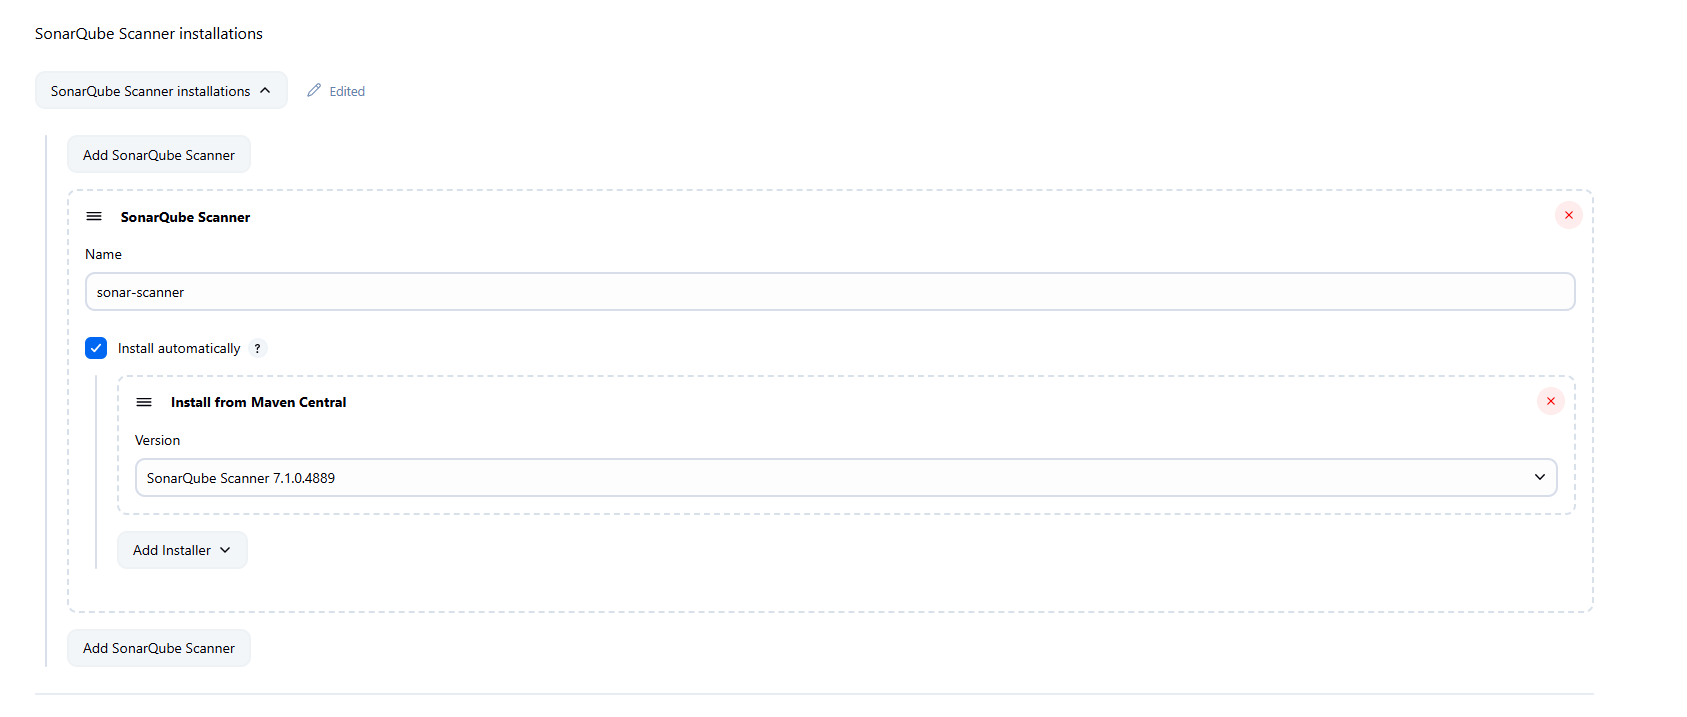 SonarQube Scanner installations
SonarQube Scanner installations
Edited
Add SonarQube Scanner
SonarQube Scanner
Name
sonar-scanner
Install automatically ?
Install from Maven Central
Version
SonarQube Scanner 7.1.0.4889
Add Installer
Add SonarQube Scanner